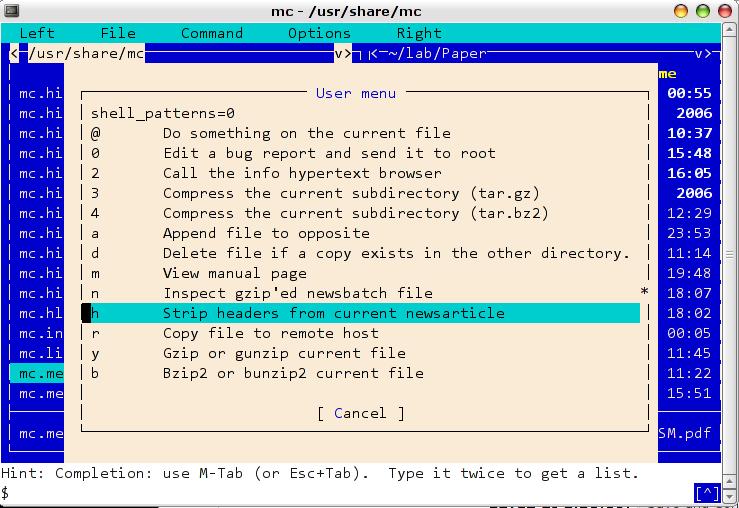 mc - /usr/share/mc
Left File Command Options Right
<-/usr/share/mc v> <-~/lab/Paper v>
me
User menu
mc.hi 00:55
mc.hi shell_patterns=0 2006
mc.hi @ Do something on the current file 10:37
mc.hi 0 Edit a bug report and send it to root 15:48
mc.hi 2 Call the info hypertext browser 16:05
mc.hi 3 Compress the current subdirectory (tar.gz) 2006
mc.hi 4 Compress the current subdirectory (tar.bz2) 12:29
mc.hi a Append file to opposite 23:53
mc.hi d Delete file if a copy exists in the other directory. 11:14
mc.hi m View manual page 19:48
mc.hi n Inspect gzip'ed newsbatch file * 18:07
mc.hl h Strip headers from current newsarticle 18:02
mc.in r Copy file to remote host 00:05
mc.li y Gzip or gunzip current file 11:45
mc.me b Bzip2 or bunzip2 current file 11:22
mc.me 15:51
[ Cancel ]
mc.me SM.pdf
Hint: Completion: use M-Tab (or Esc+Tab). Type it twice to get a list.
$ [^]